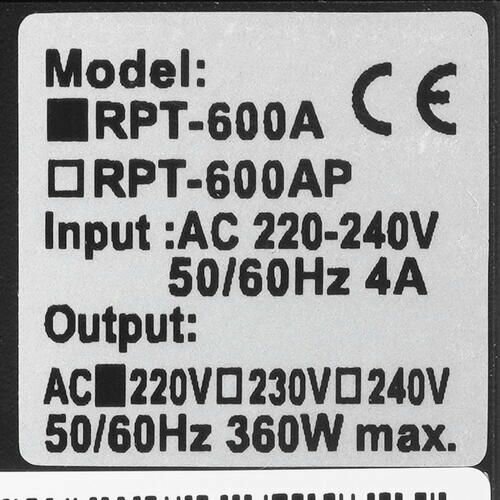 Model:
■RPT-600A CE
□RPT-600AP
Input :AC 220-240V
50/60Hz 4A
Output:
AC■220V□230V□240V
50/60Hz 360W max.